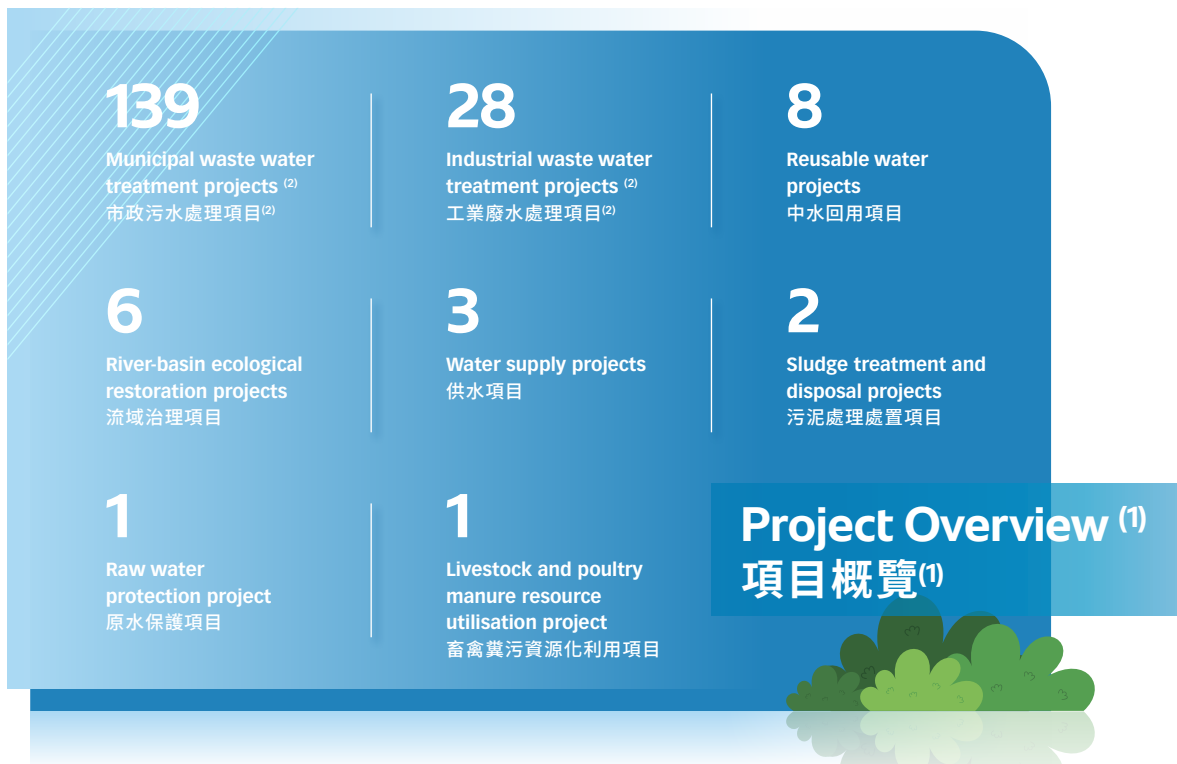 139
Municipal waste water
treatment projects (2)
市政污水處理項目(2)
28
Industrial waste water
treatment projects (2)
工業廢水處理項目(2)
8
Reusable water
projects
中水回用項目
6
River-basin ecological
restoration projects
流域治理項目
3
Water supply projects
供水項目
2
Sludge treatment and
disposal projects
污泥處理處置項目
1
Raw water
protection project
原水保護項目
1
Livestock and poultry
manure resource
utilisation project
畜禽糞污資源化利用項目
Project Overview (1)
項目概覽(1)